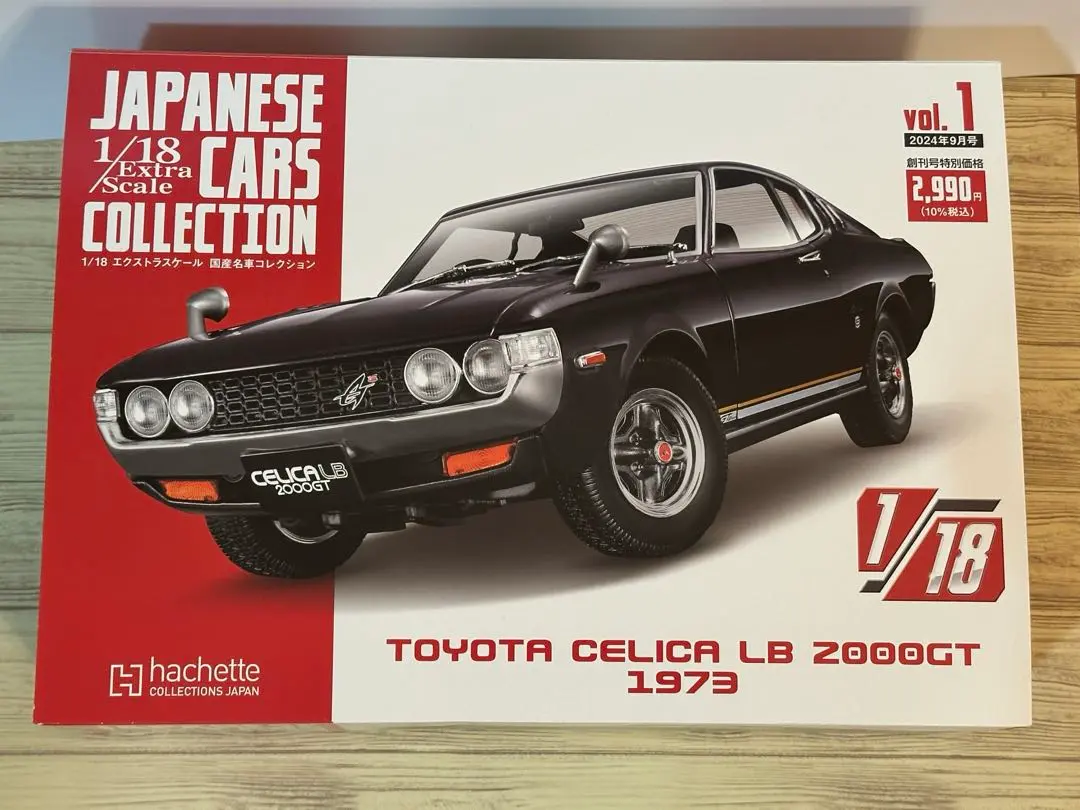 JAPANESE
1/18 Extra Scale CARS
COLLECTION
1/18 エクストラスケール 国産名車コレクション
vol.1
2024年9月号
創刊号特別価格
2,990円
(10%税込)
CELICA LB
2000GT
1/18
TOYOTA CELICA LB 2000GT
1973
hachette
COLLECTIONS JAPAN